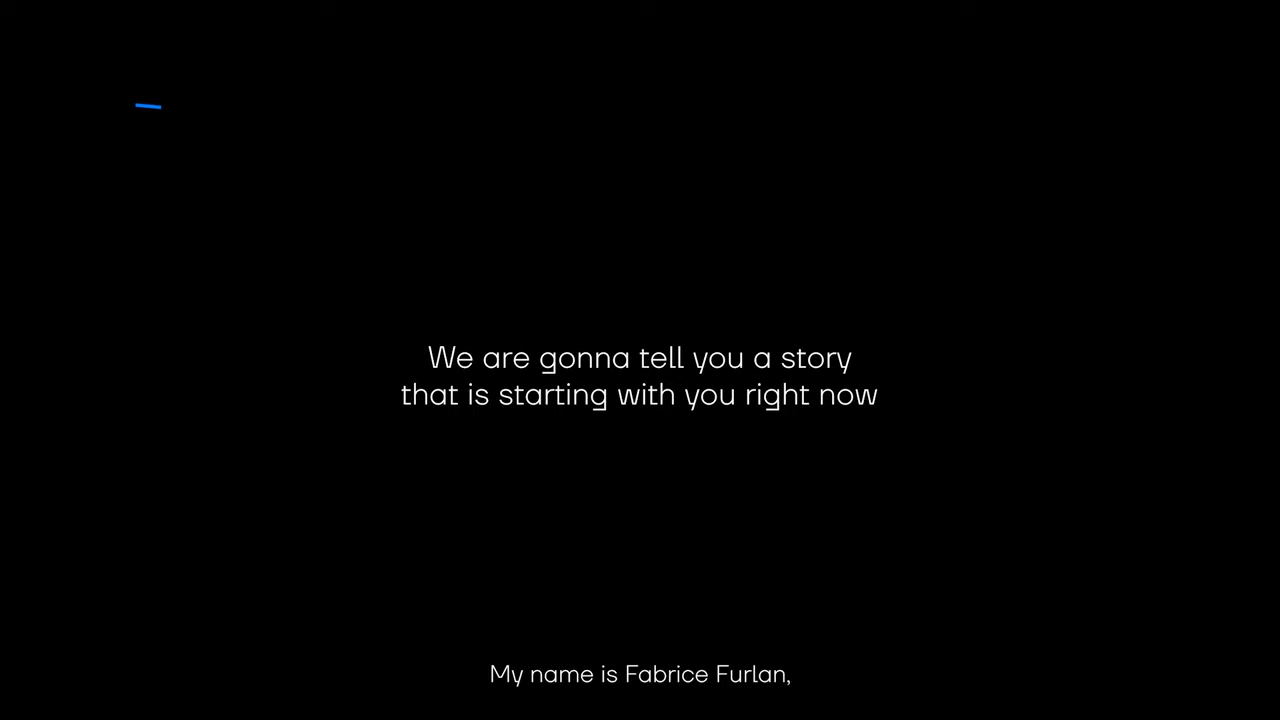 We are gonna tell you a story
that is starting with you right now
My name is Fabrice Furlan,